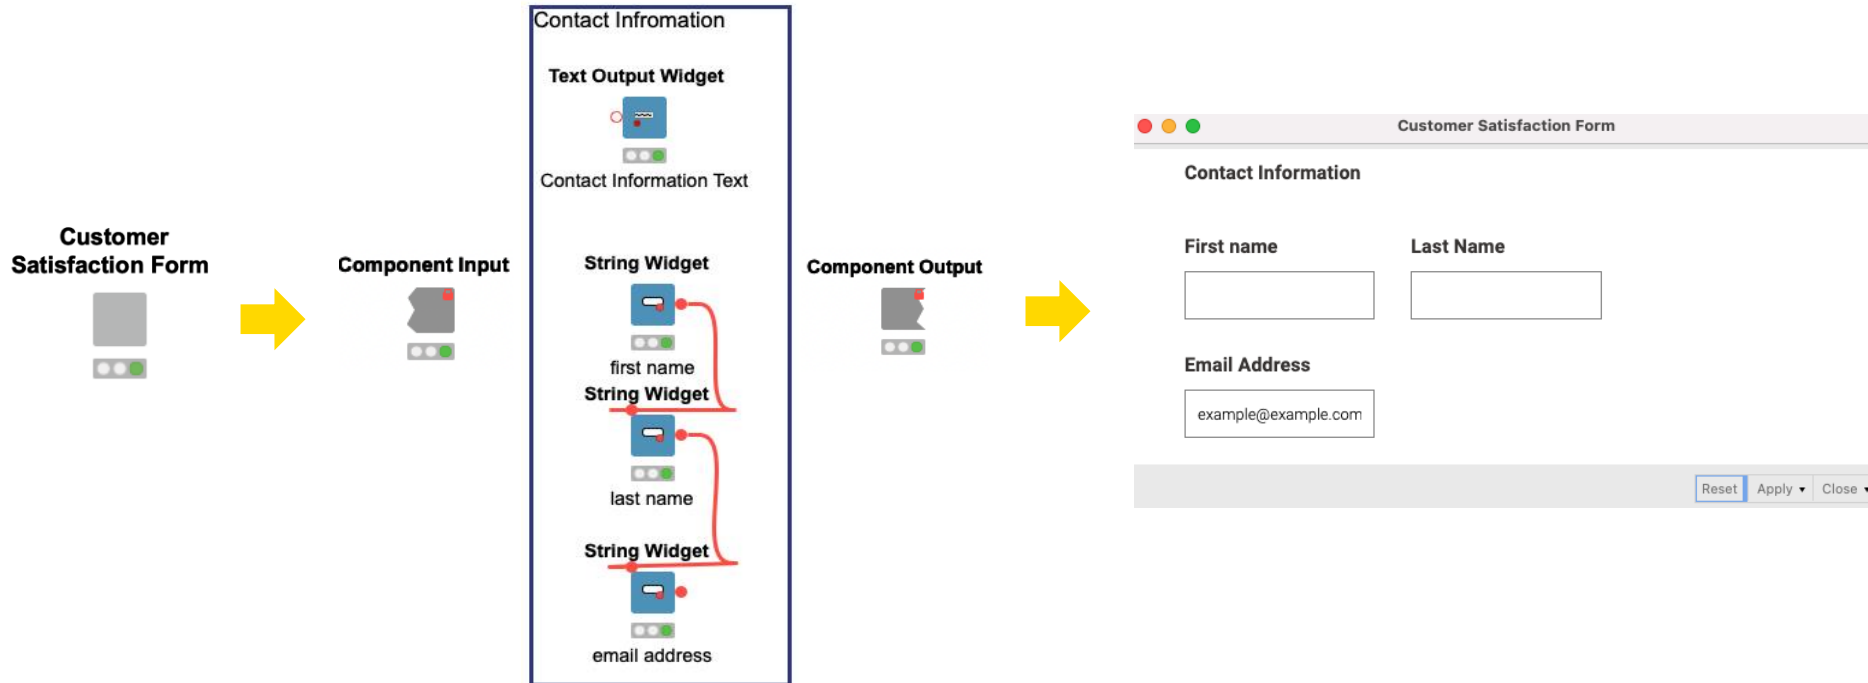 Customer
Satisfaction Form
Component Input
Contact Infromation
Text Output Widget
Contact Information Text
String Widget
first name
String Widget
last name
String Widget
email address
Component Output
Customer Satisfaction Form
Contact Information
First name
Last Name
Email Address
example@example.com
Reset
Apply
Close